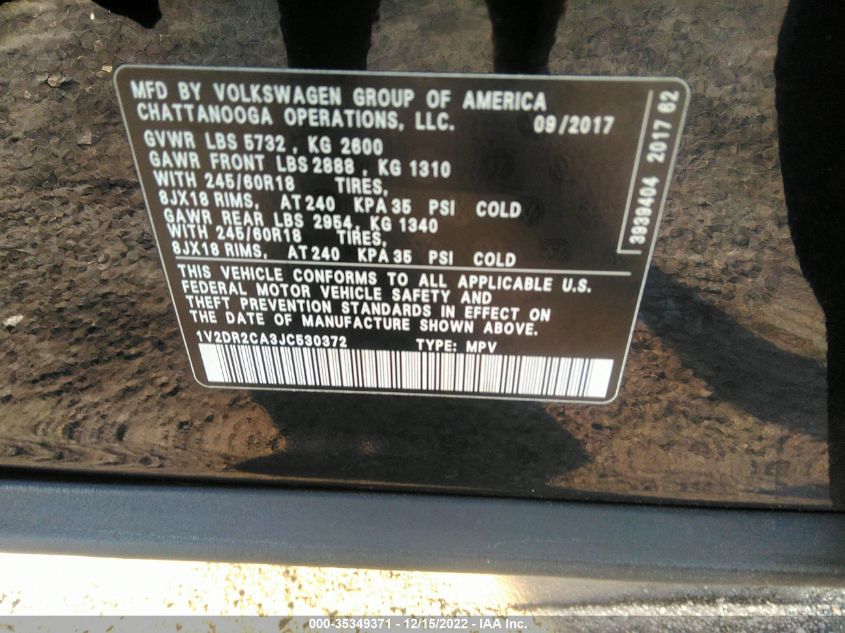 MFD BY VOLKSWAGEN GROUP OF AMERICA
CHATTANOOGA OPERATIONS, LLC. 09/2017
GVWR LBS 5732 , KG 2600
GAWR FRONT LBS 2888 , KG 1310
WITH 245/60R18 TIRES,
8JX18 RIMS, AT 240 KPA 35 PSI COLD
GAWR REAR LBS 2954, KG 1340
WITH 245/60R18 TIRES,
8JX18 RIMS, AT 240 KPA 35 PSI COLD
THIS VEHICLE CONFORMS TO ALL APPLICABLE U.S.
FEDERAL MOTOR VEHICLE SAFETY AND
THEFT PREVENTION STANDARDS IN EFFECT ON
THE DATE OF MANUFACTURE SHOWN ABOVE.
1V2DR2CA3JC530372 TYPE: MPV
3939404 2017 62
000-35349371 - 12/15/2022 - IAA Inc.